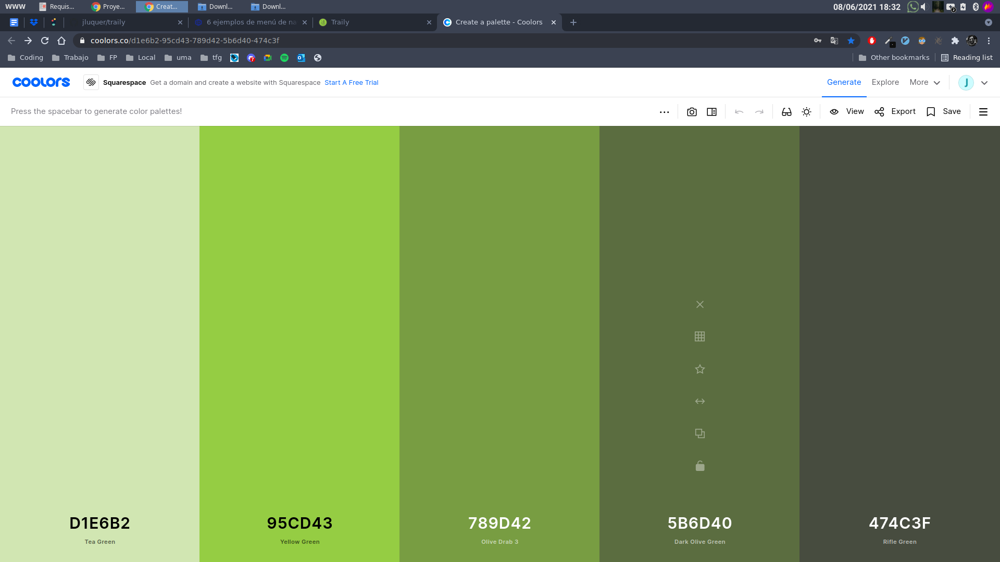 WWW Requis... Proye... Creat... Downl... Downl... 08/06/2021 18:32
jluquer/traily 6 ejemplos de menú de na Traily Create a palette - Coolors
coolors.co/d1e6b2-95cd43-789d42-5b6d40-474c3f
Coding Trabajo FP Local uma tfg Other bookmarks Reading list
coolors Squarespace Get a domain and create a website with Squarespace Start A Free Trial Generate Explore More J
Press the spacebar to generate color palettes! View Export Save
D1E6B2 95CD43 789D42 5B6D40 474C3F
Tea Green Yellow Green Olive Drab 3 Dark Olive Green Rifle Green